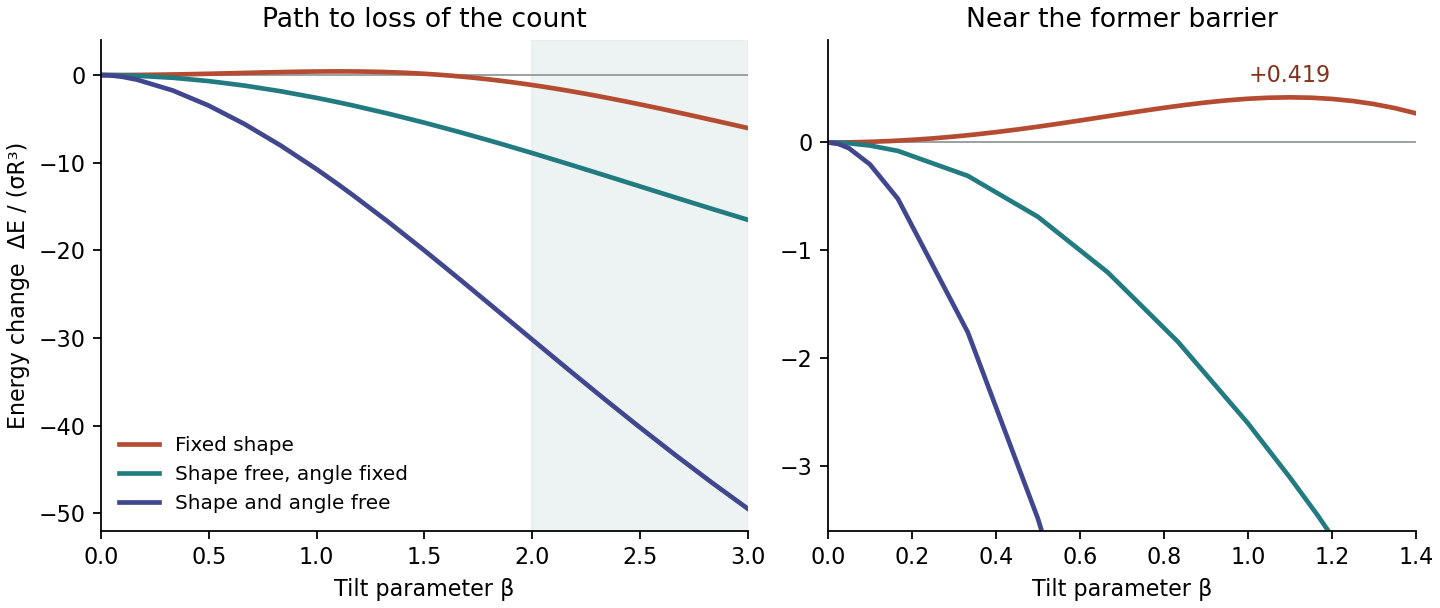 Path to loss of the count
Energy change  ΔE / (σR³)
0
−10
−20
−30
−40
−50
Fixed shape
Shape free, angle fixed
Shape and angle free
0.0 0.5 1.0 1.5 2.0 2.5 3.0
Tilt parameter β
Near the former barrier
+0.419
0
−1
−2
−3
0.0 0.2 0.4 0.6 0.8 1.0 1.2 1.4
Tilt parameter β